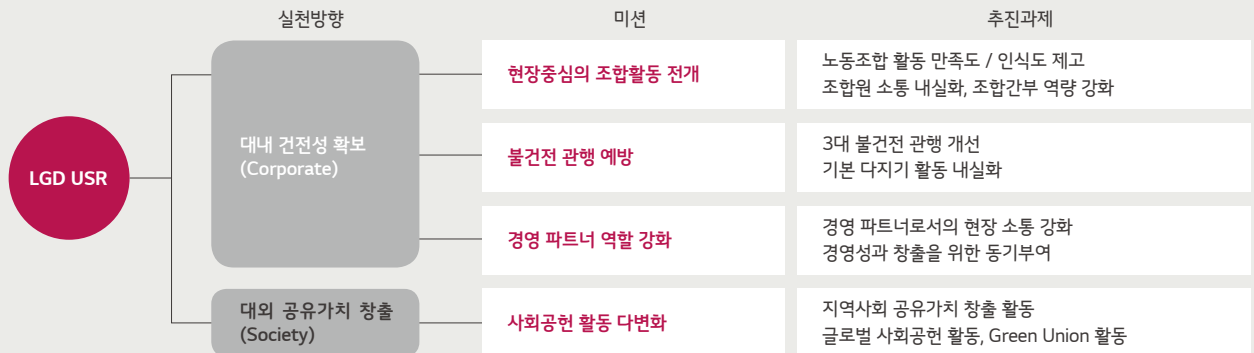 실천방향
미션
추진과제
LGD USR
대내 건전성 확보
(Corporate)
현장중심의 조합활동 전개
노동조합 활동 만족도 / 인식도 제고
조합원 소통 내실화, 조합간부 역량 강화
불건전 관행 예방
3대 불건전 관행 개선
기본 다지기 활동 내실화
경영 파트너 역할 강화
경영 파트너로서의 현장 소통 강화
경영성과 창출을 위한 동기부여
대외 공유가치 창출
(Society)
사회공헌 활동 다변화
지역사회 공유가치 창출 활동
글로벌 사회공헌 활동, Green Union 활동